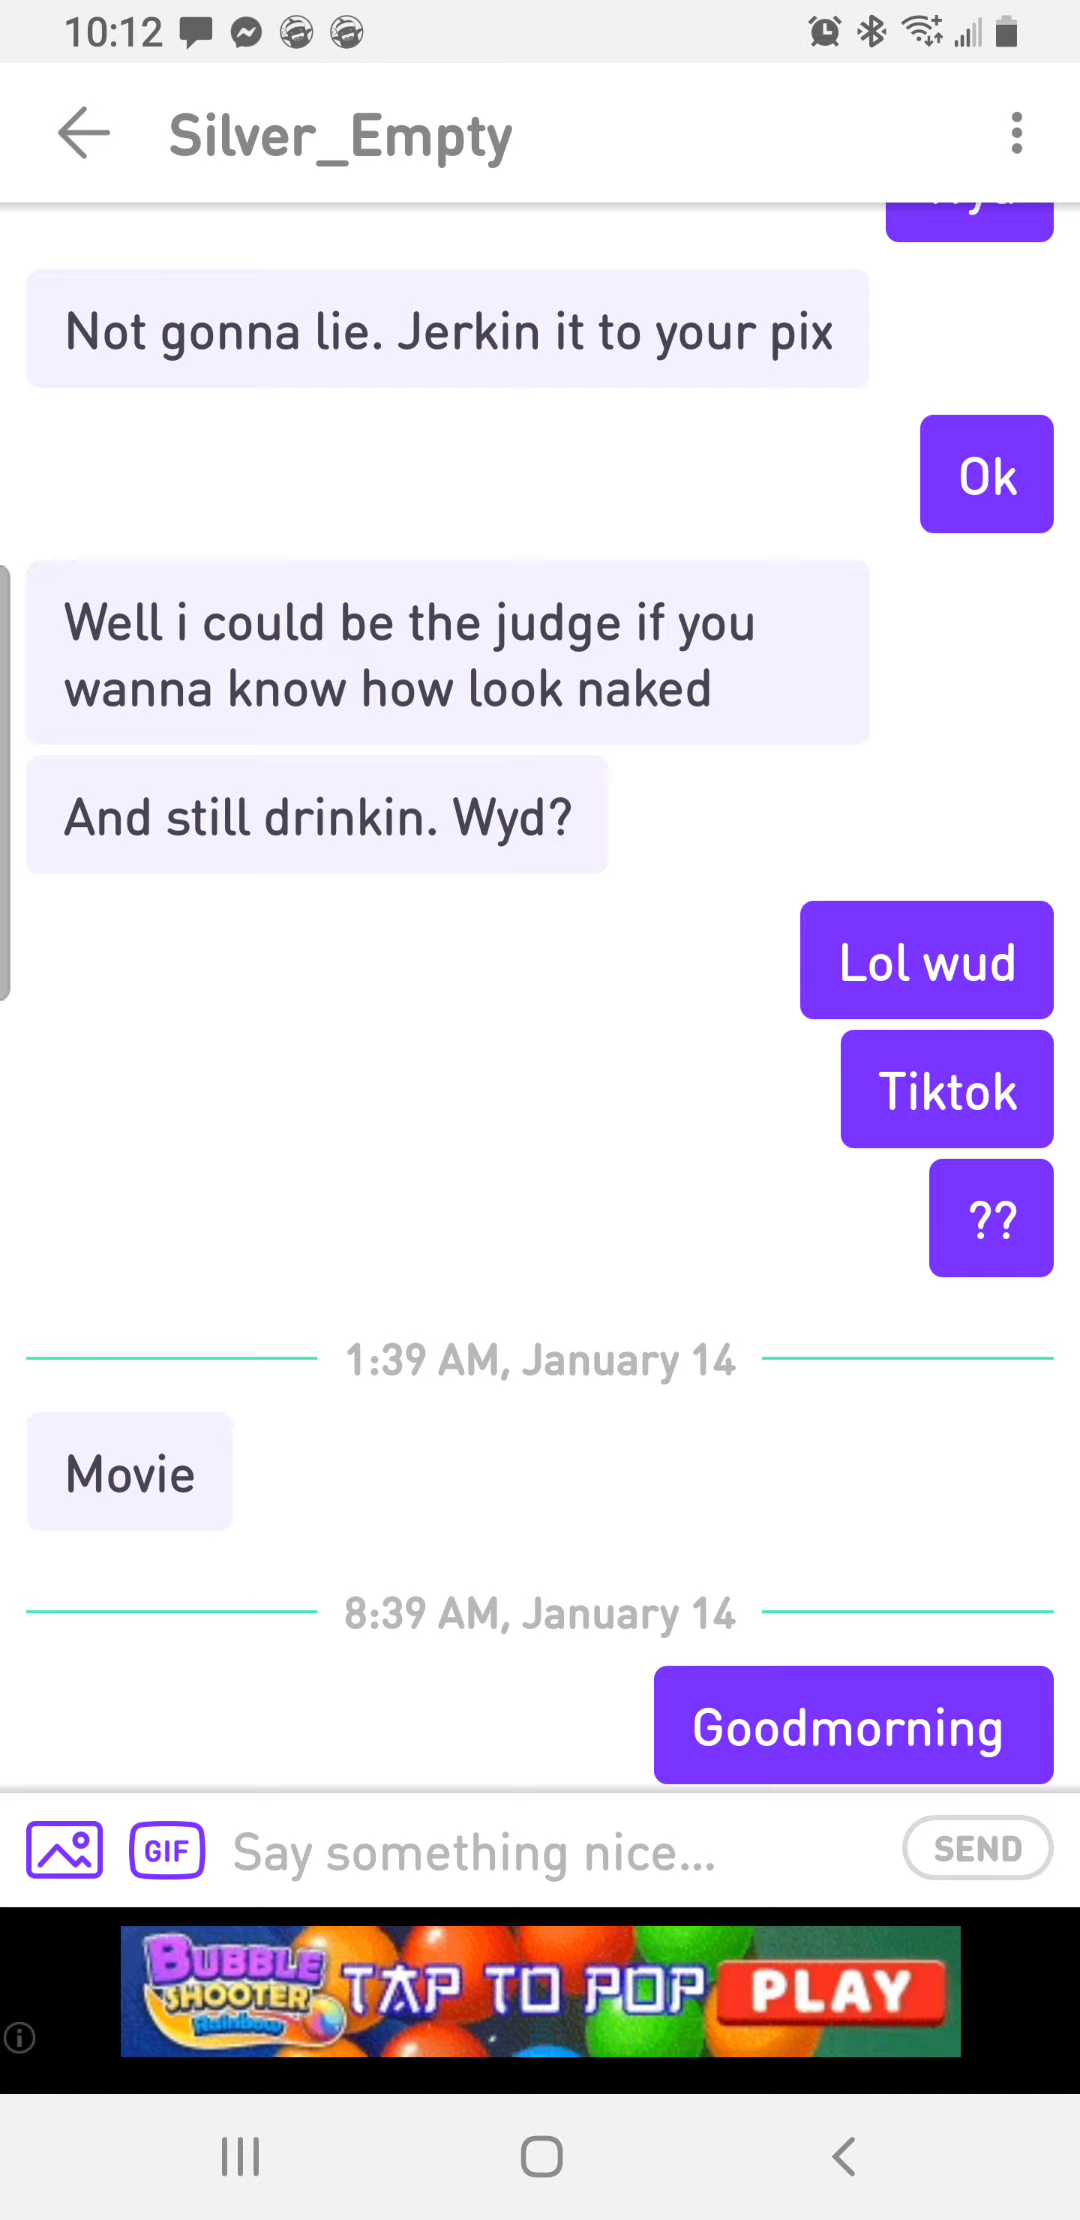 10:12
Silver_Empty
Not gonna lie. Jerkin it to your pix
Ok
Well i could be the judge if you
wanna know how look naked
And still drinkin. Wyd?
Lol wud
Tiktok
??
1:39 AM, January 14
Movie
8:39 AM, January 14
Goodmorning
GIF
Say something nice...
SEND
BUBBLE
SHOOTER
Rainbow
TAP TO POP
PLAY